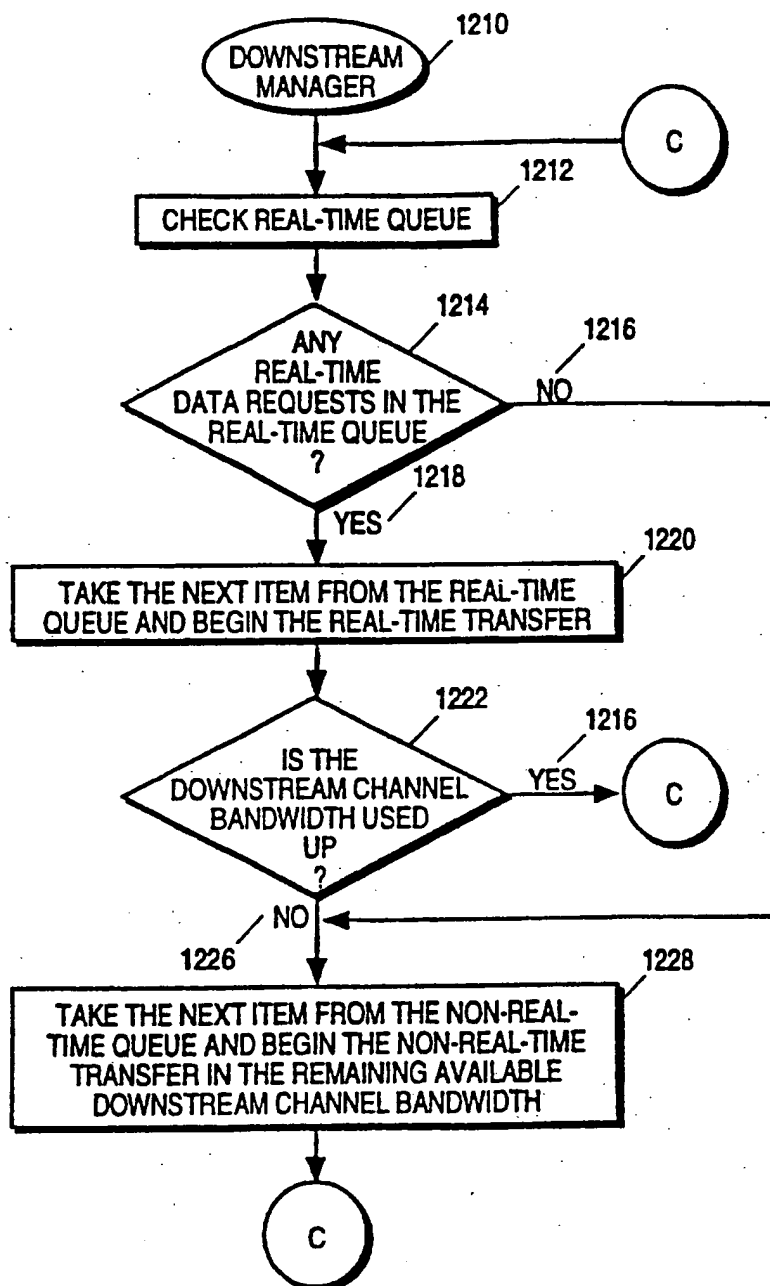 1210
DOWNSTREAM
MANAGER
C
1212
CHECK REAL-TIME QUEUE
1214
1216
ANY
REAL-TIME
DATA REQUESTS IN THE
REAL-TIME QUEUE
?
NO
1218
YES
1220
TAKE THE NEXT ITEM FROM THE REAL-TIME
QUEUE AND BEGIN THE REAL-TIME TRANSFER
1222
1216
IS THE
DOWNSTREAM CHANNEL
BANDWIDTH USED
UP
?
YES
C
NO
1226
1228
TAKE THE NEXT ITEM FROM THE NON-REAL-
TIME QUEUE AND BEGIN THE NON-REAL-TIME
TRANSFER IN THE REMAINING AVAILABLE
DOWNSTREAM CHANNEL BANDWIDTH
C